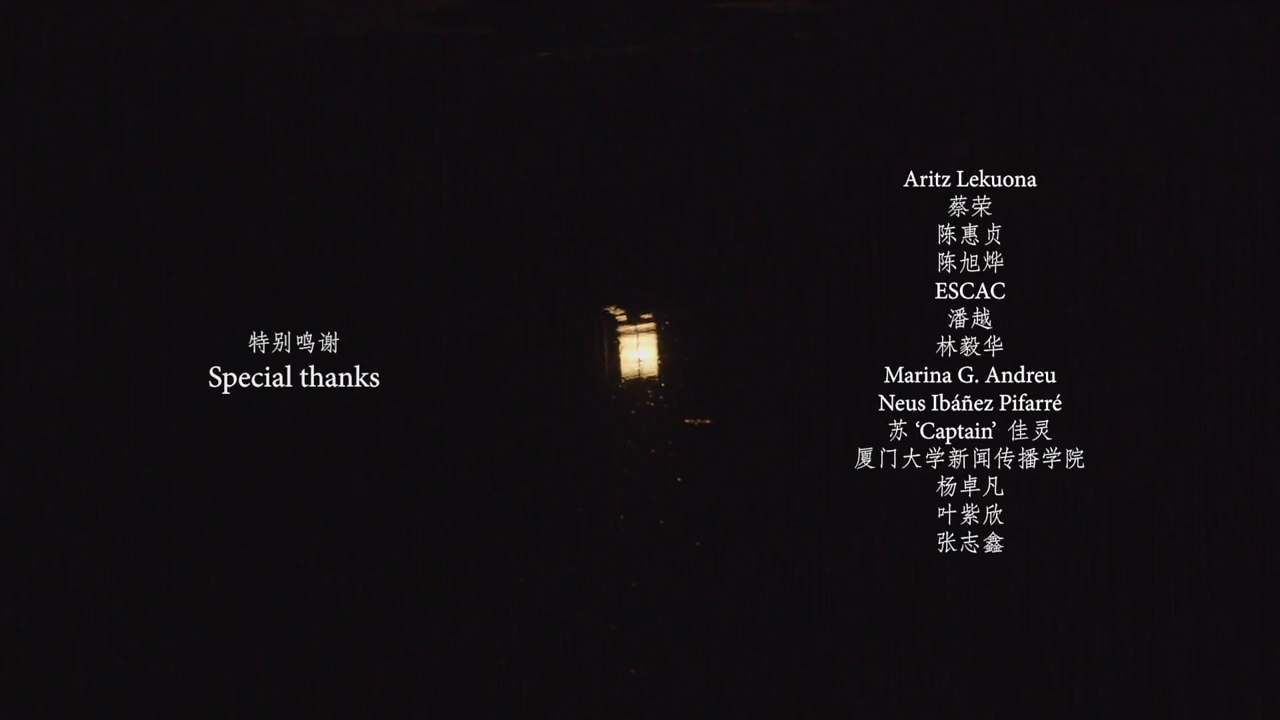 特别鸣谢
Special thanks
Aritz Lekuona
蔡荣
陈惠贞
陈旭烨
ESCAC
潘越
林毅华
Marina G. Andreu
Neus Ibáñez Pifarré
苏 ‘Captain’ 佳灵
厦门大学新闻传播学院
杨卓凡
叶紫欣
张志鑫